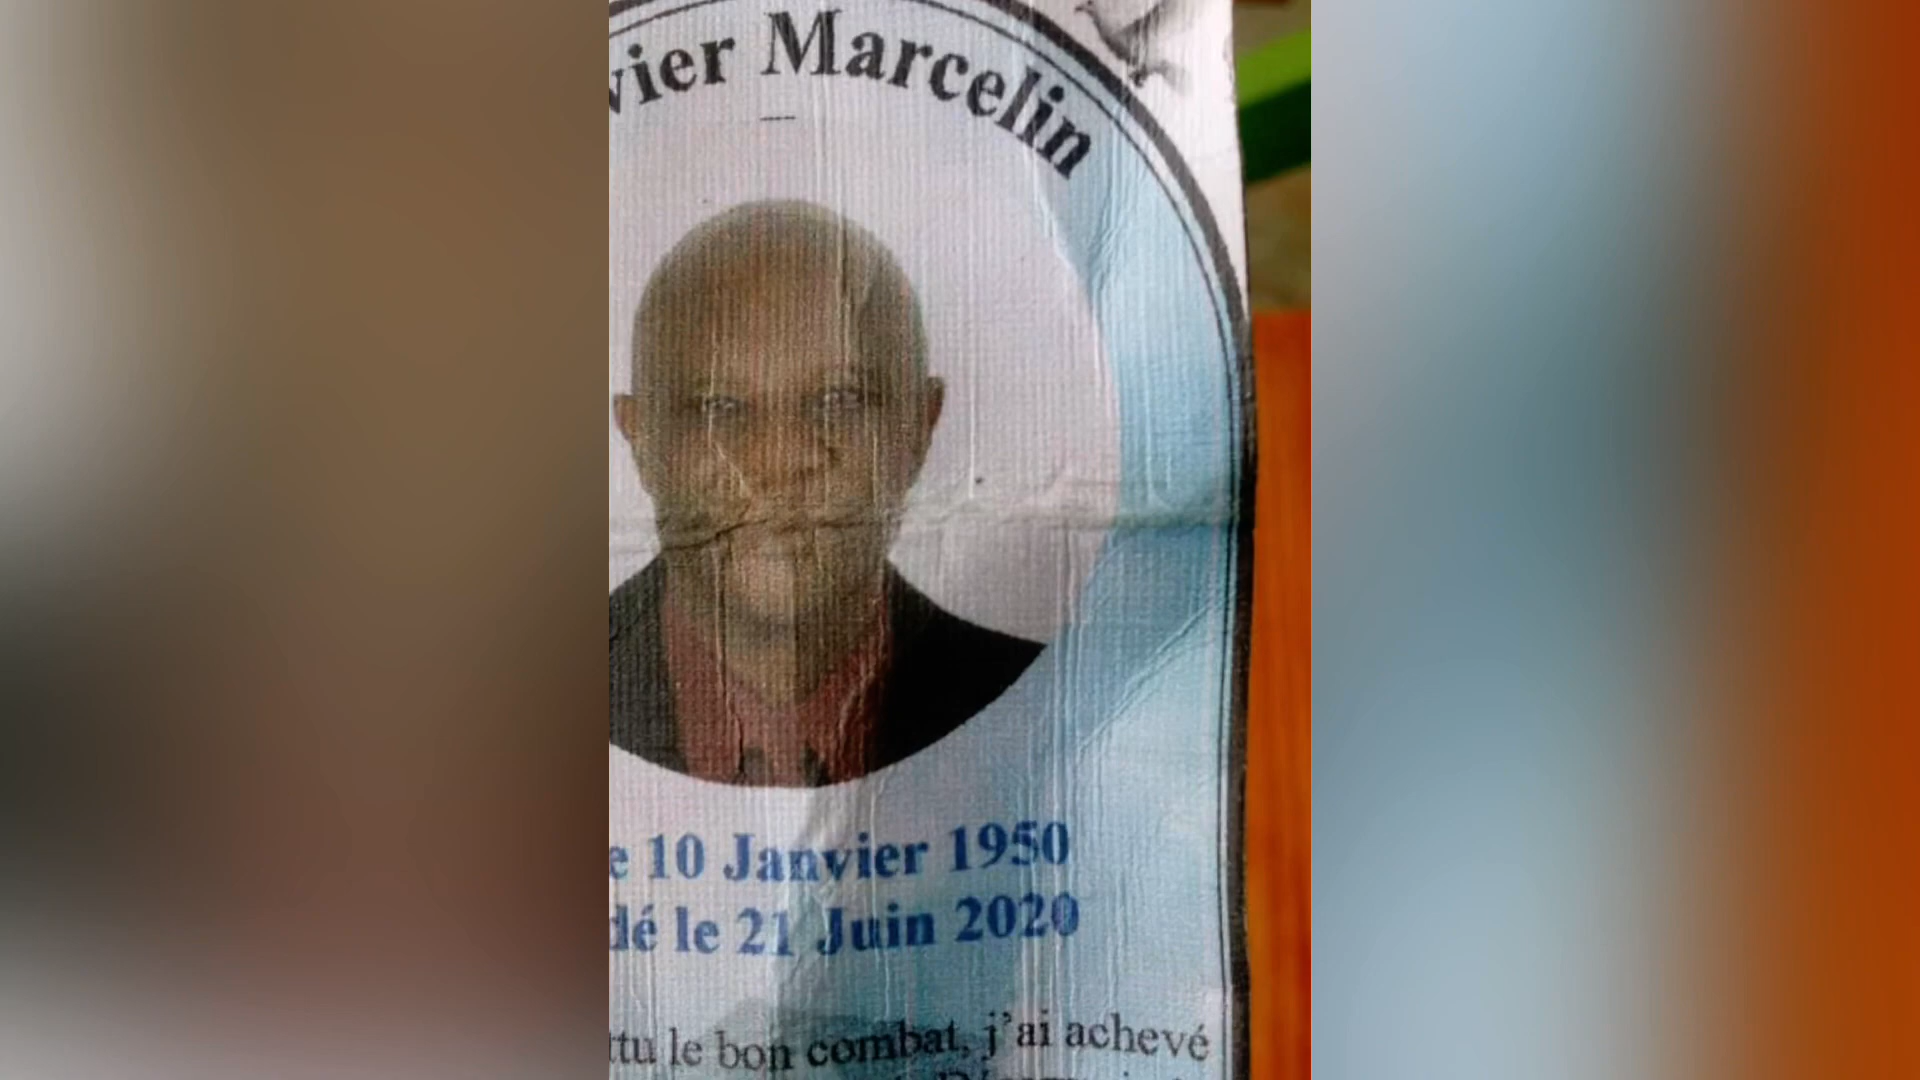 vier Marcelin
e 10 Janvier 1950
dé le 21 Juin 2020
ttu le bon combat, j'ai achevé